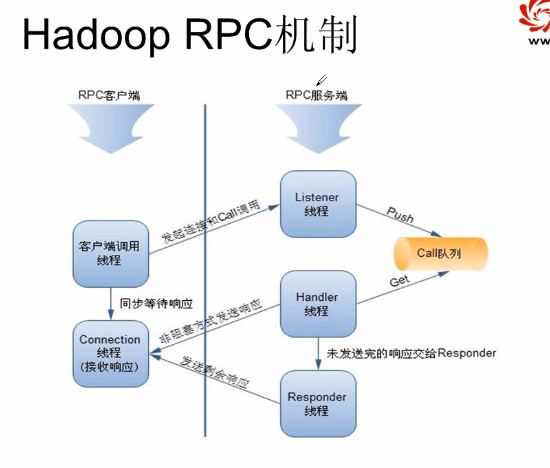 Hadoop RPC机制
ww
RPC客户端
RPC服务端
Listener
线程
发起连接和Call调用
Push
客户端调用
线程
Call队列
Get
同步等待响应
Handler
线程
非阻塞方式发送响应
Connection
线程
(接收响应)
未发送完的响应交给Responder
发送剩余响应
Responder
线程